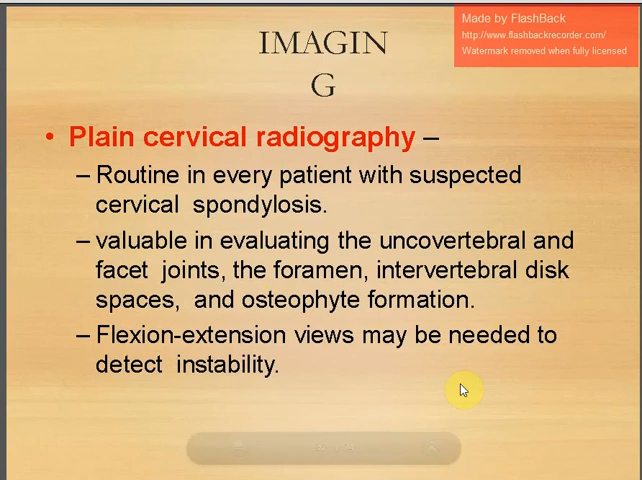 Made by FlashBack
http://www.flashbackrecorder.com/
Watermark removed when fully licensed
IMAGIN
G
• Plain cervical radiography –
– Routine in every patient with suspected
cervical spondylosis.
– valuable in evaluating the uncovertebral and
facet joints, the foramen, intervertebral disk
spaces, and osteophyte formation.
– Flexion-extension views may be needed to
detect instability.